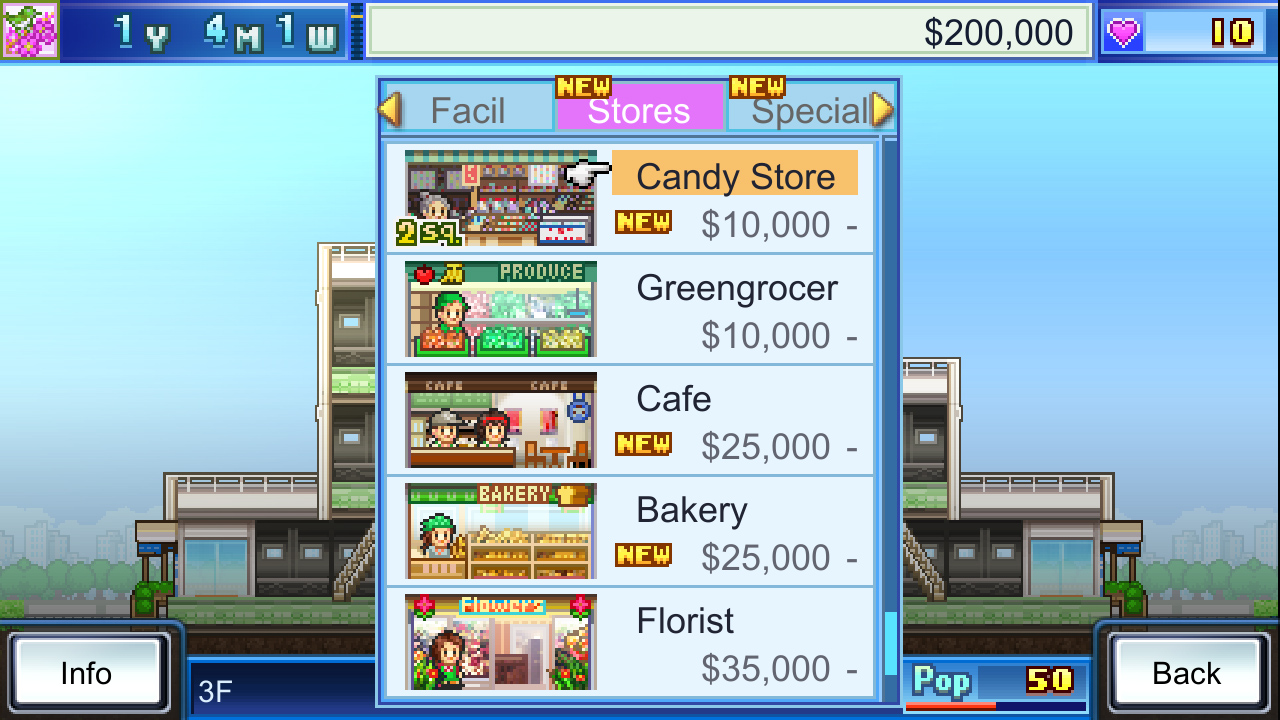 1Y 4M 1W
$200,000
10
Facil
NEW
Stores
NEW
Special
Candy Store
2 sq.
NEW
$10,000 -
PRODUCE
Greengrocer
$10,000 -
CAFE CAFE
Cafe
NEW
$25,000 -
BAKERY
Bakery
NEW
$25,000 -
Flowers
Florist
$35,000 -
Info
3F
Pop 50
Back